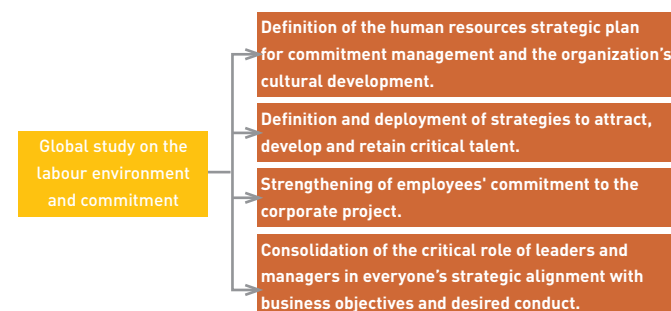 Global study on the
labour environment
and commitment
Definition of the human resources strategic plan
for commitment management and the organization's
cultural development.
Definition and deployment of strategies to attract,
develop and retain critical talent.
Strengthening of employees' commitment to the
corporate project.
Consolidation of the critical role of leaders and
managers in everyone's strategic alignment with
business objectives and desired conduct.